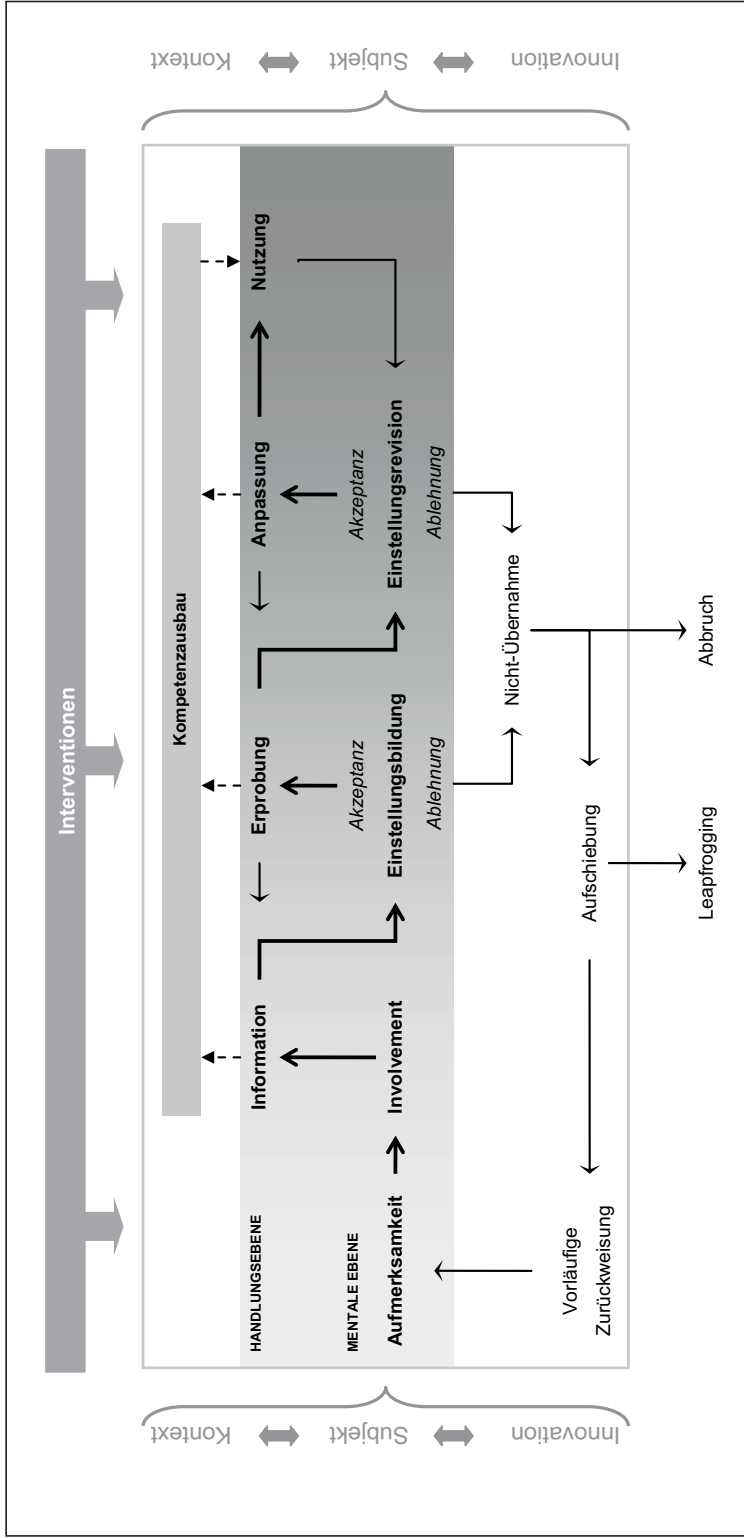 Interventionen
Kompetenzausbau
HANDLUNGSEBENE
Information
Erprobung
Anpassung
Nutzung
MENTALE EBENE
Akzeptanz
Akzeptanz
Aufmerksamkeit
Involvement
Einstellungsbildung
Einstellungsrevision
Ablehnung
Ablehnung
Vorläufige
Zurückweisung
Nicht-Übernahme
Aufschiebung
Leapfrogging
Abbruch
Kontext
Subjekt
Innovation
Kontext
Subjekt
Innovation